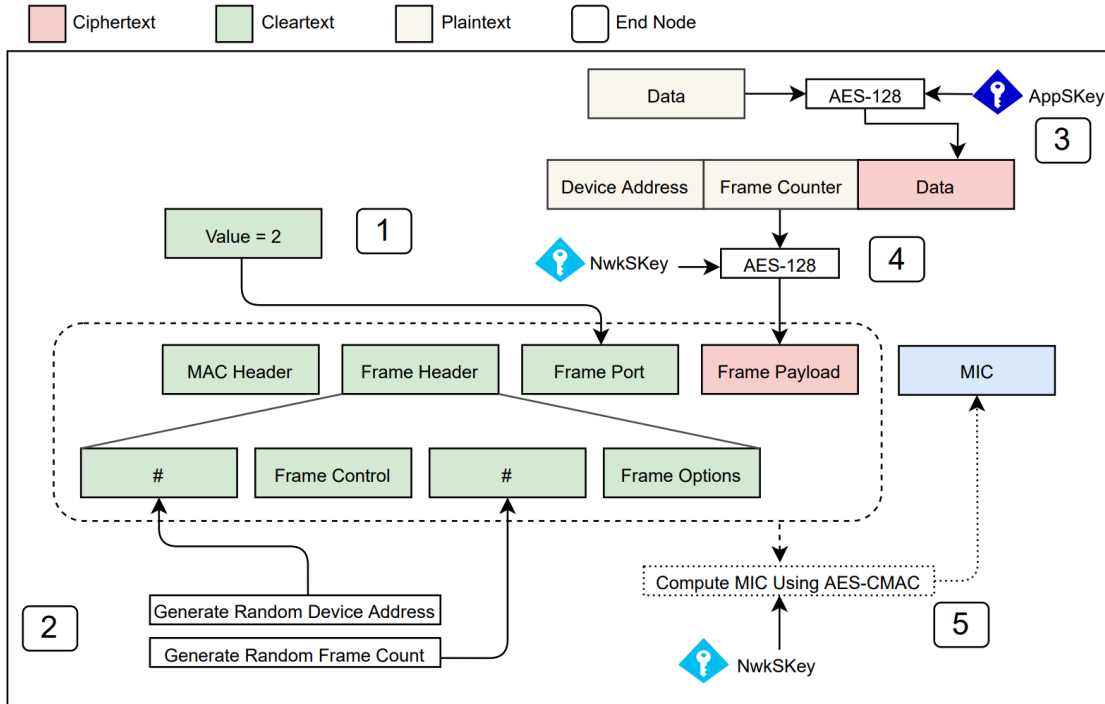 Ciphertext
Cleartext
Plaintext
End Node
Data
AES-128
AppSKey
3
Device Address
Frame Counter
Data
Value = 2
1
NwkSKey
AES-128
4
MAC Header
Frame Header
Frame Port
Frame Payload
MIC
#
Frame Control
#
Frame Options
Compute MIC Using AES-CMAC
2
Generate Random Device Address
5
Generate Random Frame Count
NwkSKey